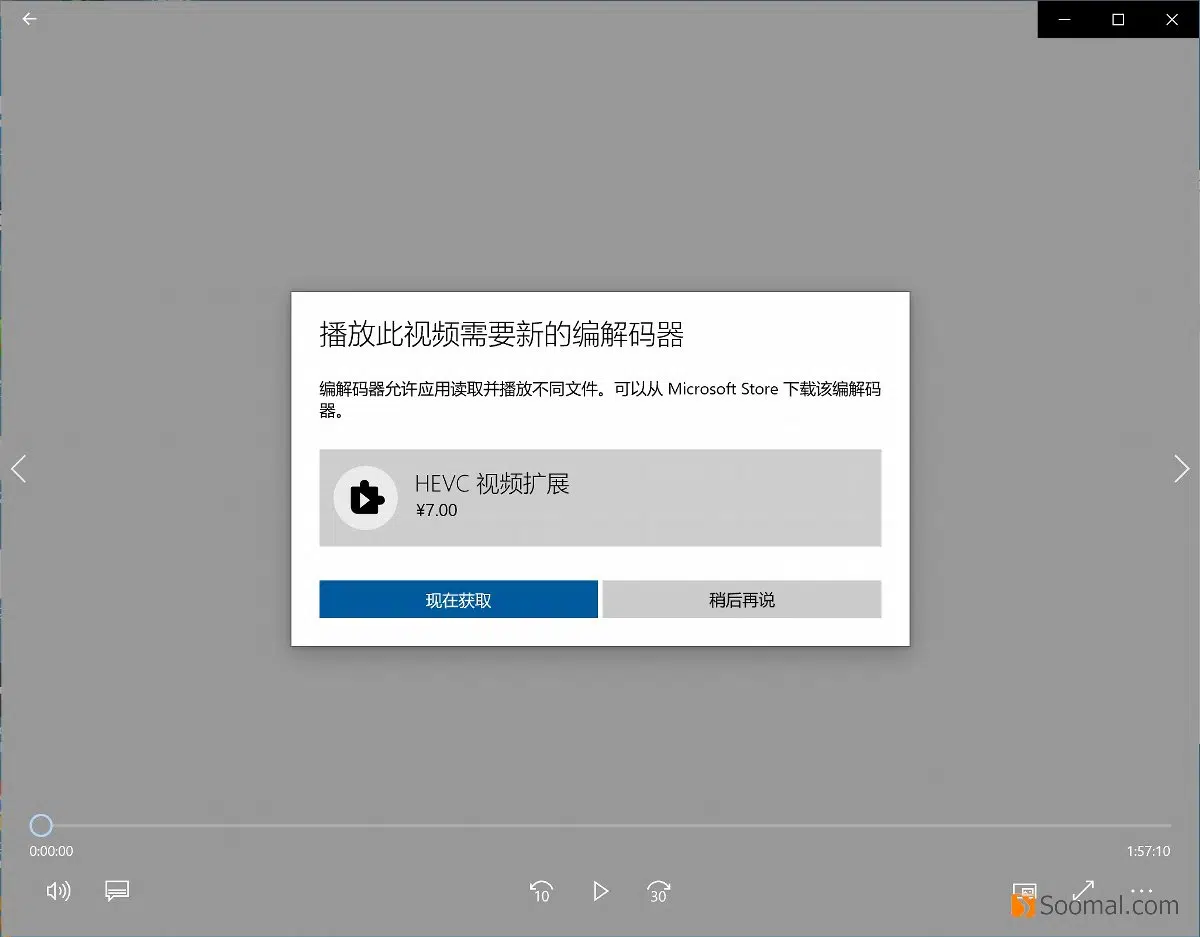 播放此视频需要新的编解码器
编解码器允许应用读取并播放不同文件。可以从 Microsoft Store 下载该编解码
器。
HEVC 视频扩展
¥7.00
现在获取
稍后再说
0:00:00
1:57:10
10
30
Soomal.com